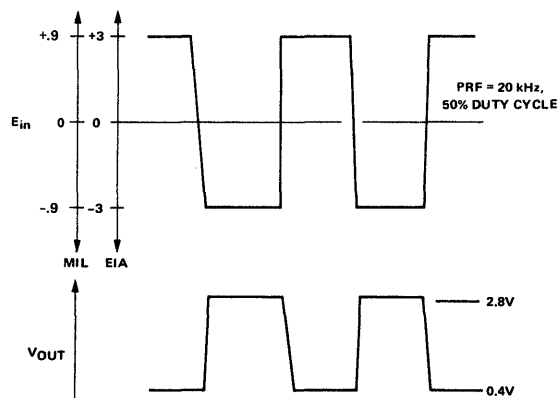 +.9 +3
PRF = 20 kHz,
50% DUTY CYCLE
Ein 0 0
-.9 -3
MIL EIA
2.8V
VOUT
0.4V